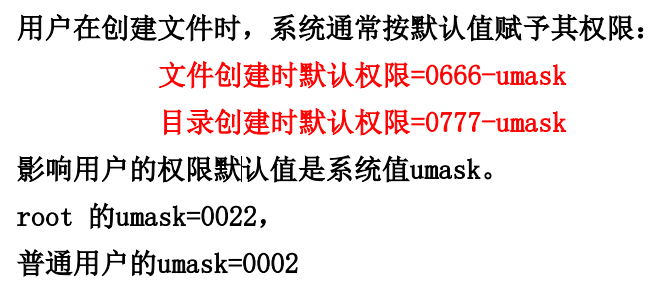 用户在创建文件时，系统通常按默认值赋予其权限：
文件创建时默认权限=0666-umask
目录创建时默认权限=0777-umask
影响用户的权限默认值是系统值umask。
root 的umask=0022，
普通用户的umask=0002